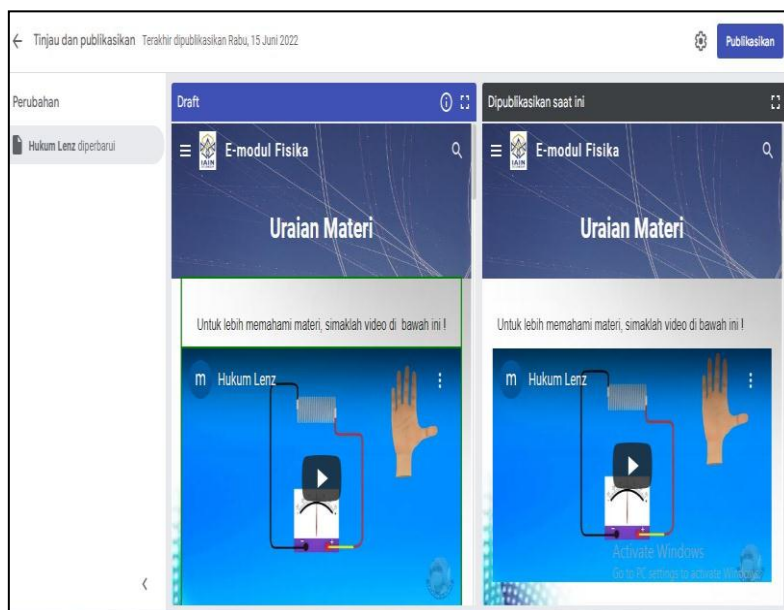 Tinjau dan publikasikan Terakhir dipublikasikan Rabu, 15 Juni 2022
Publikasikan
Perubahan
Hukum Lenz diperbarui
Draft
IAIN
E-modul Fisika
Uraian Materi
Untuk lebih memahami materi, simaklah video di bawah ini !
m Hukum Lenz
Dipublikasikan saat ini
IAIN
E-modul Fisika
Uraian Materi
Untuk lebih memahami materi, simaklah video di bawah ini !
m Hukum Lenz
Activate Windows
Go to PC settings to activate Windows.